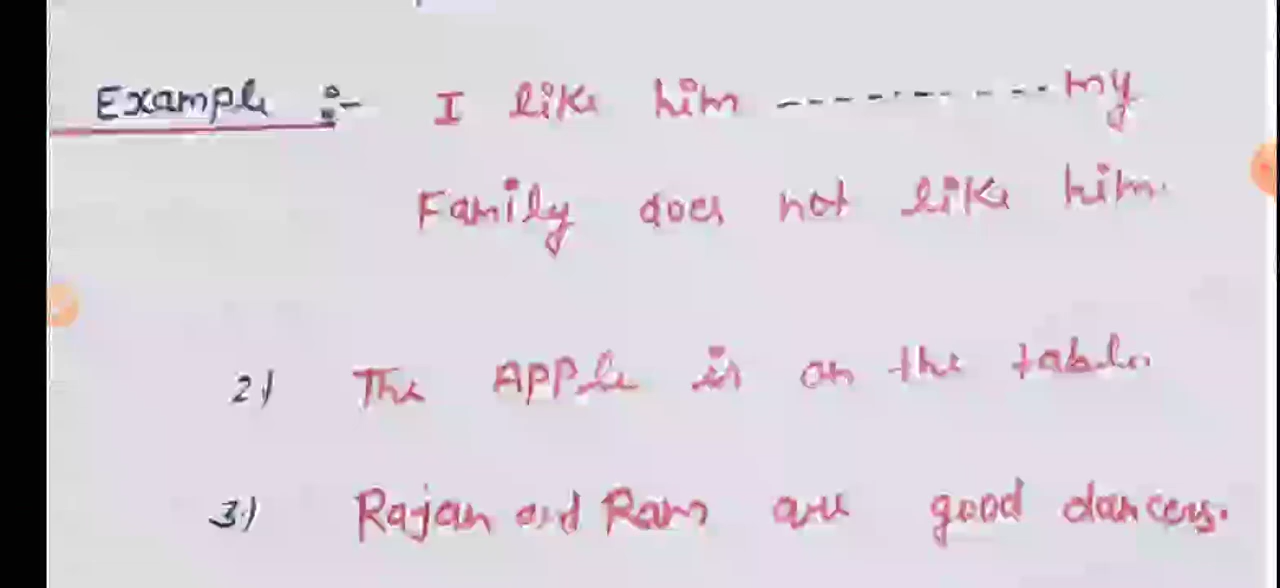 Example :- I like him ----------- my
Family does not like him.
2) The Apple is on the table.
3) Rajan and Ram are good dancers.